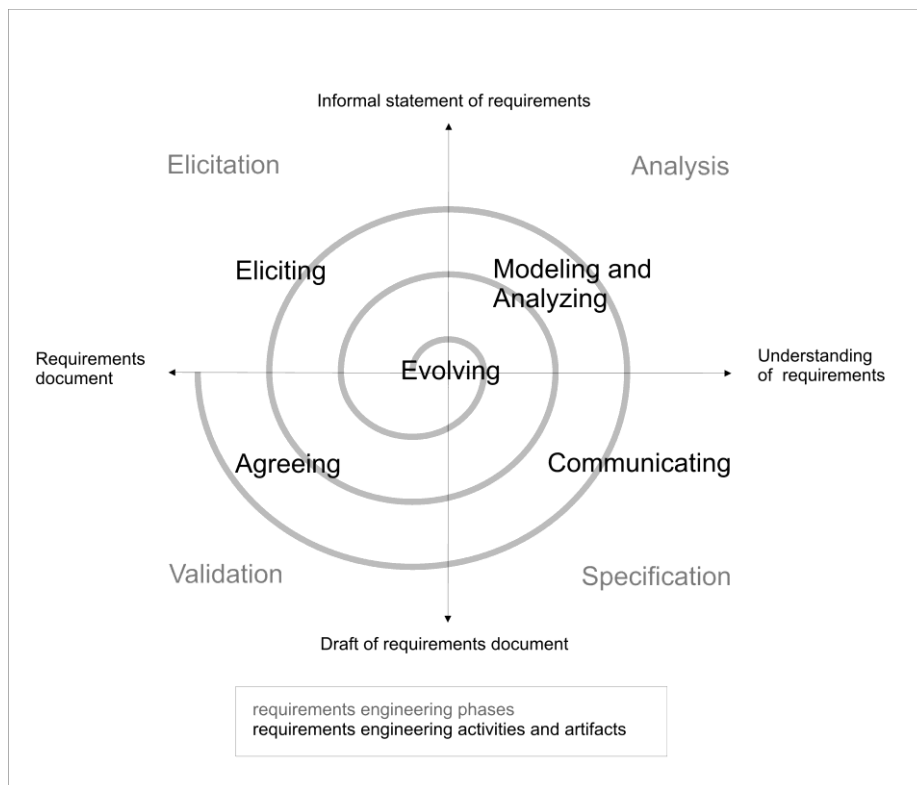 Informal statement of requirements
Elicitation
Analysis
Eliciting
Modeling and
Analyzing
Requirements
document
Evolving
Understanding
of requirements
Agreeing
Communicating
Validation
Specification
Draft of requirements document
requirements engineering phases
requirements engineering activities and artifacts